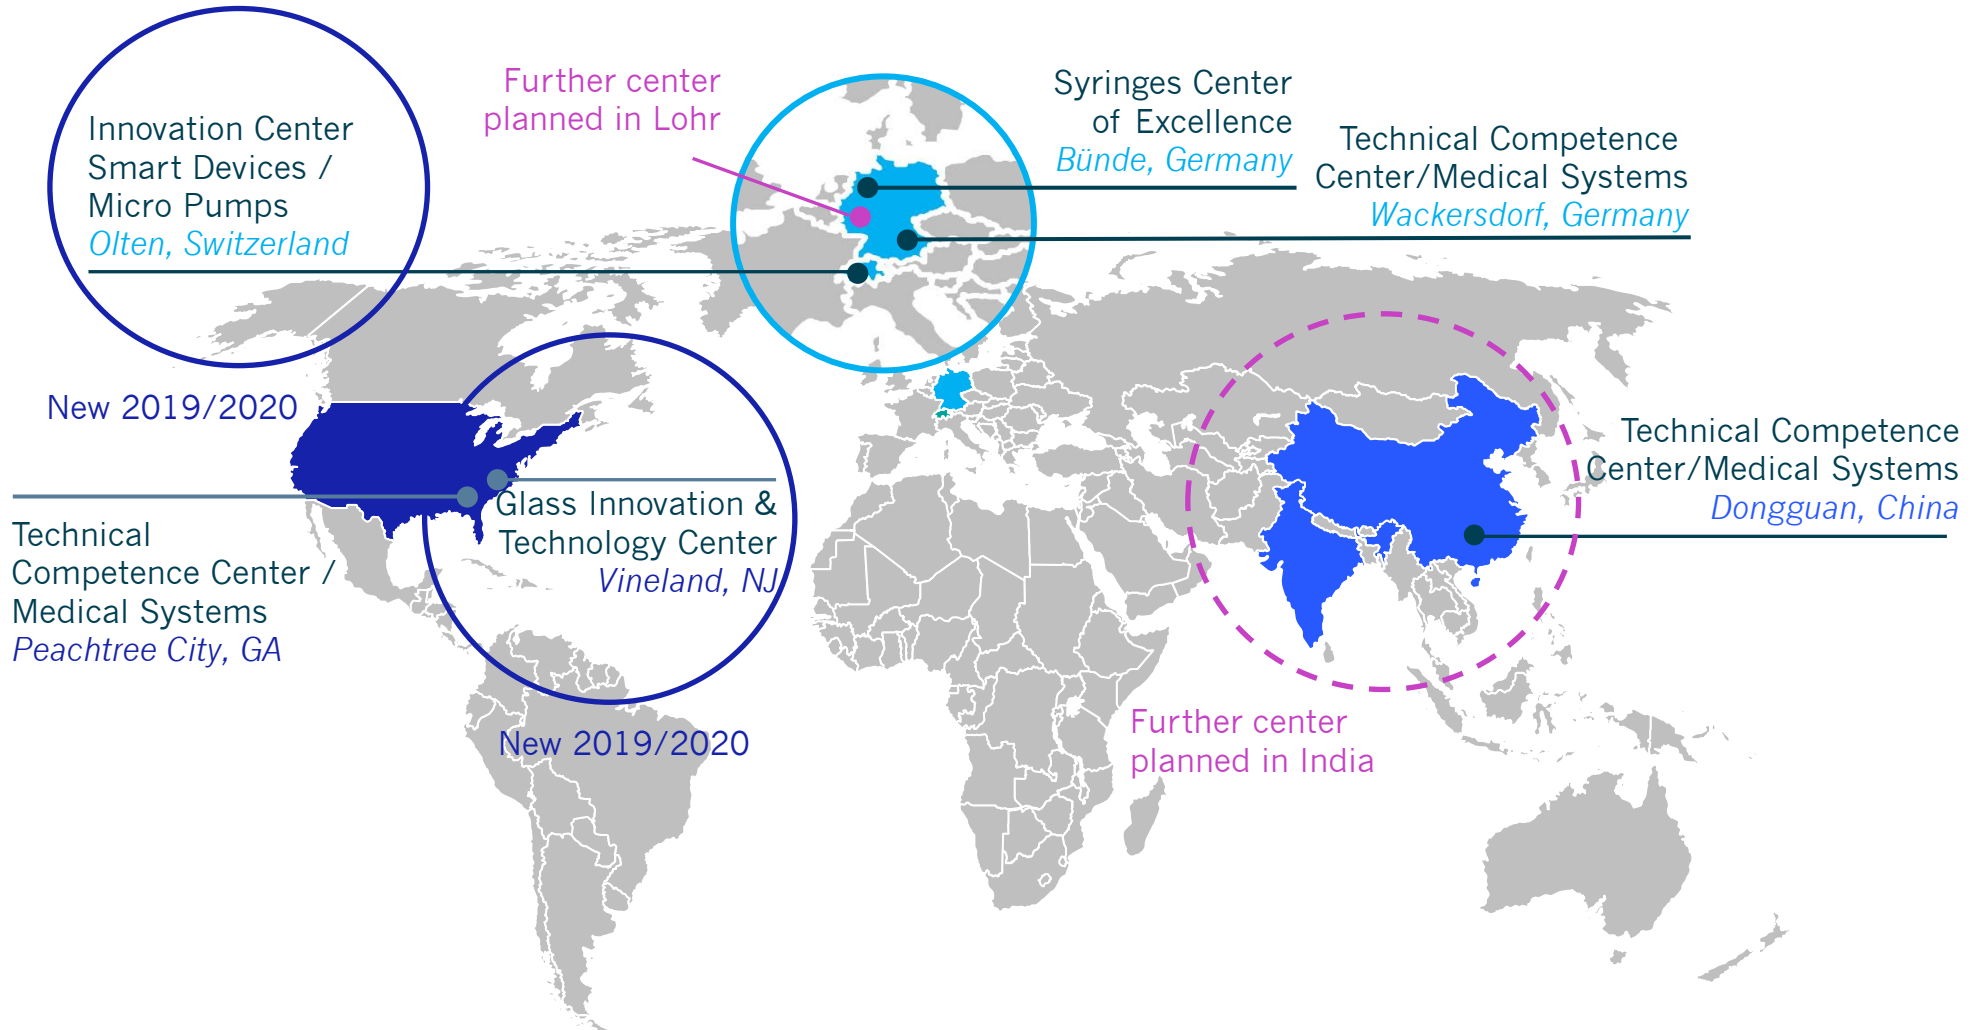 Innovation Center
Smart Devices /
Micro Pumps
Olten, Switzerland
New 2019/2020
Further center
planned in Lohr
Syringes Center
of Excellence
Bünde, Germany
Technical Competence
Center/Medical Systems
Wackersdorf, Germany
Technical
Competence Center /
Medical Systems
Peachtree City, GA
Glass Innovation &
Technology Center
Vineland, NJ
New 2019/2020
Technical Competence
Center/Medical Systems
Dongguan, China
Further center
planned in India